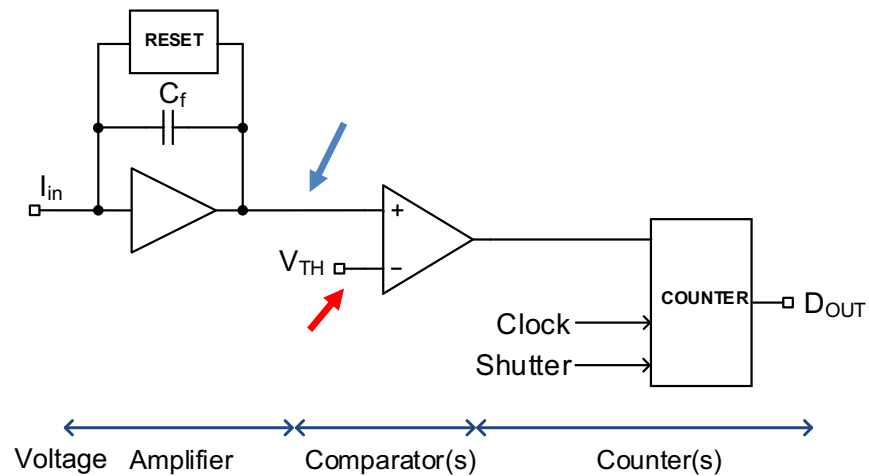 RESET
Cf
Iin
+
VTH
−
COUNTER
DOUT
Clock
Shutter
Voltage Amplifier Comparator(s) Counter(s)